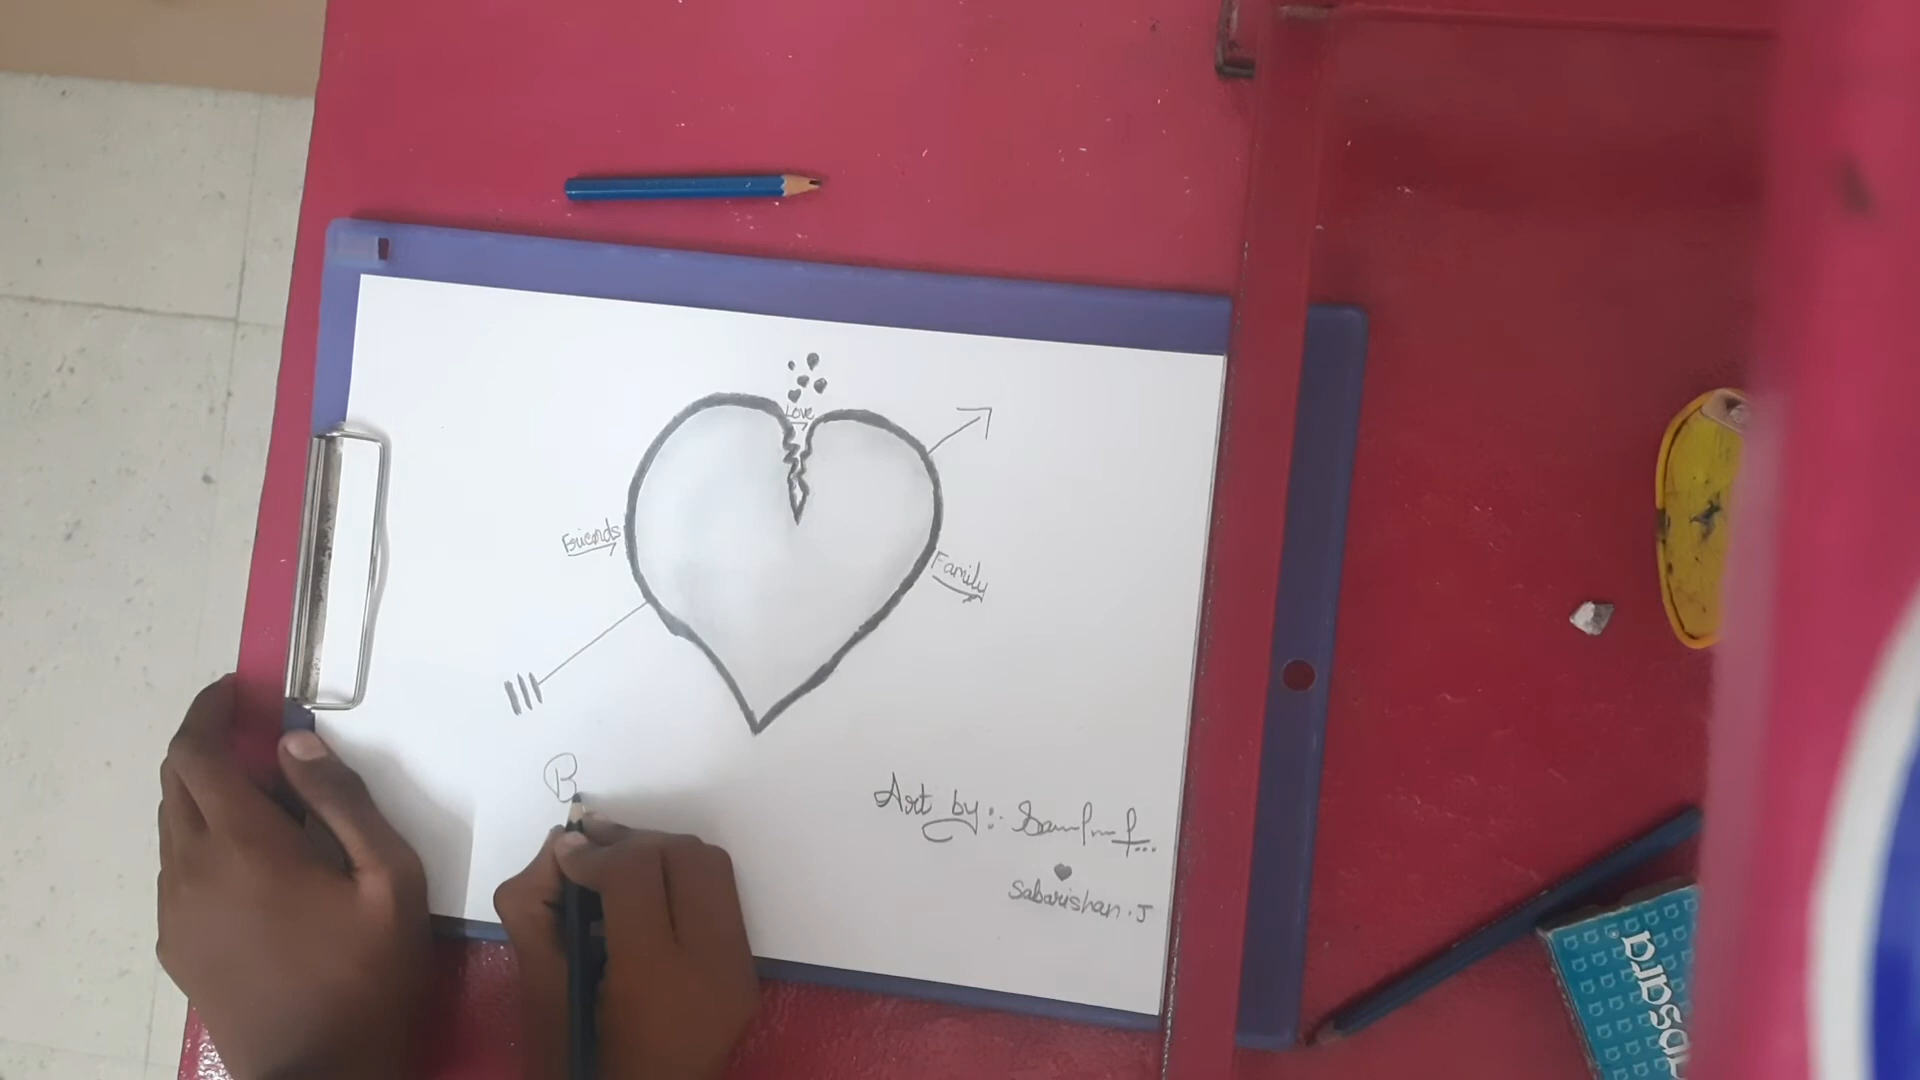 Love
Friends
Family
B
Art by:-
Sabarishan.J
apsara